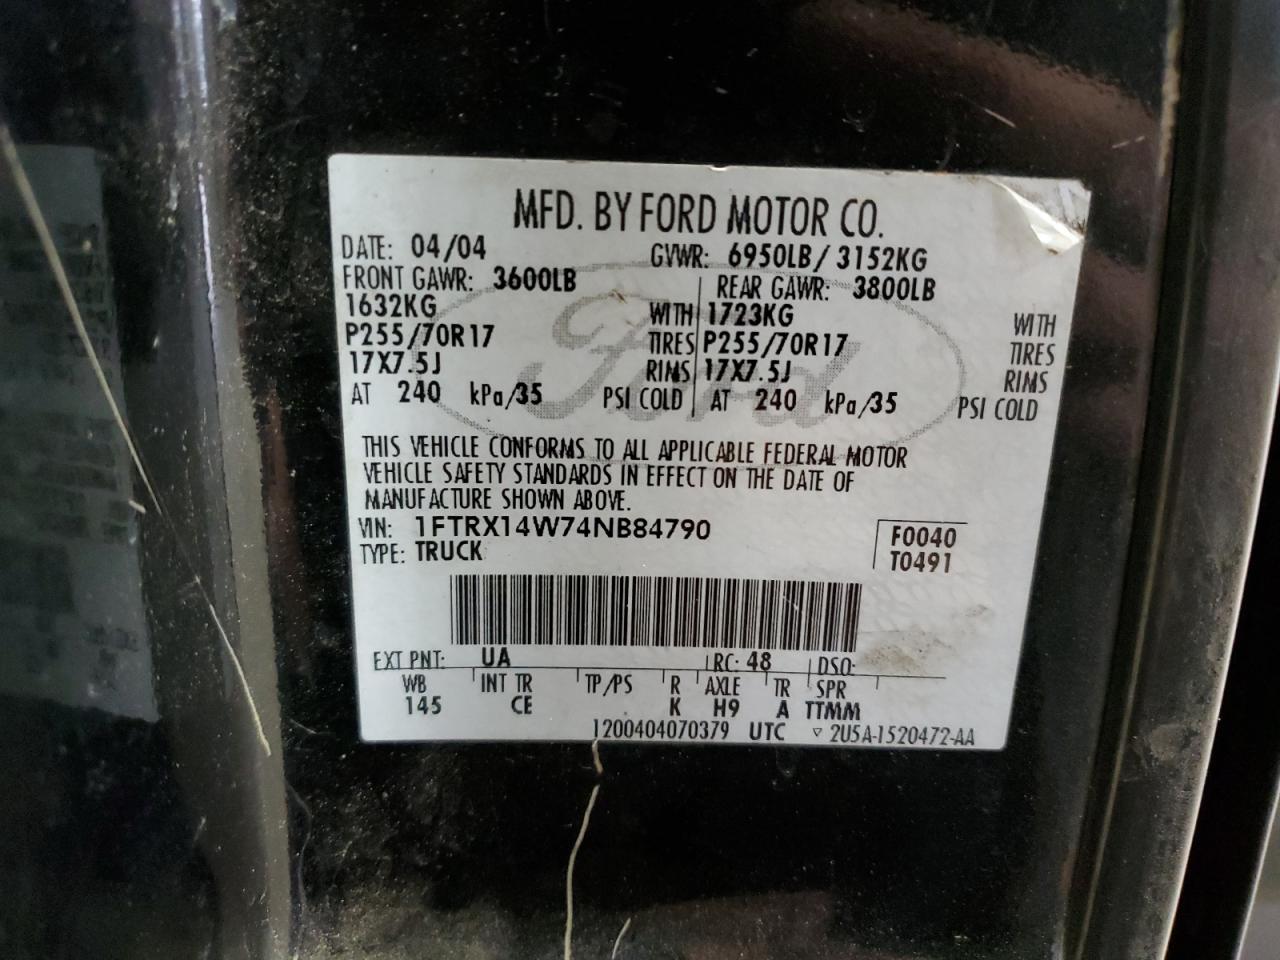 MFD. BY FORD MOTOR CO.
DATE: 04/04 GVWR: 6950LB/ 3152KG
FRONT GAWR: 3600LB REAR GAWR: 3800LB
1632KG WITH 1723KG WITH
P255/70R17 TIRES P255/70R17 TIRES
17X7.5J RIMS 17X7.5J RIMS
AT 240 kPa/35 PSI COLD AT 240 kPa/35 PSI COLD
Ford
THIS VEHICLE CONFORMS TO ALL APPLICABLE FEDERAL MOTOR
VEHICLE SAFETY STANDARDS IN EFFECT ON THE DATE OF
MANUFACTURE SHOWN ABOVE.
VIN: 1FTRX14W74NB84790 F0040
TYPE: TRUCK T0491
EXT PNT: UA RC: 48 DSO:
WB INT TR TP/PS R AXLE TR SPR
145 CE K H9 A TTMM
1200404070379 UTC ▽ 2U5A-1520472-AA